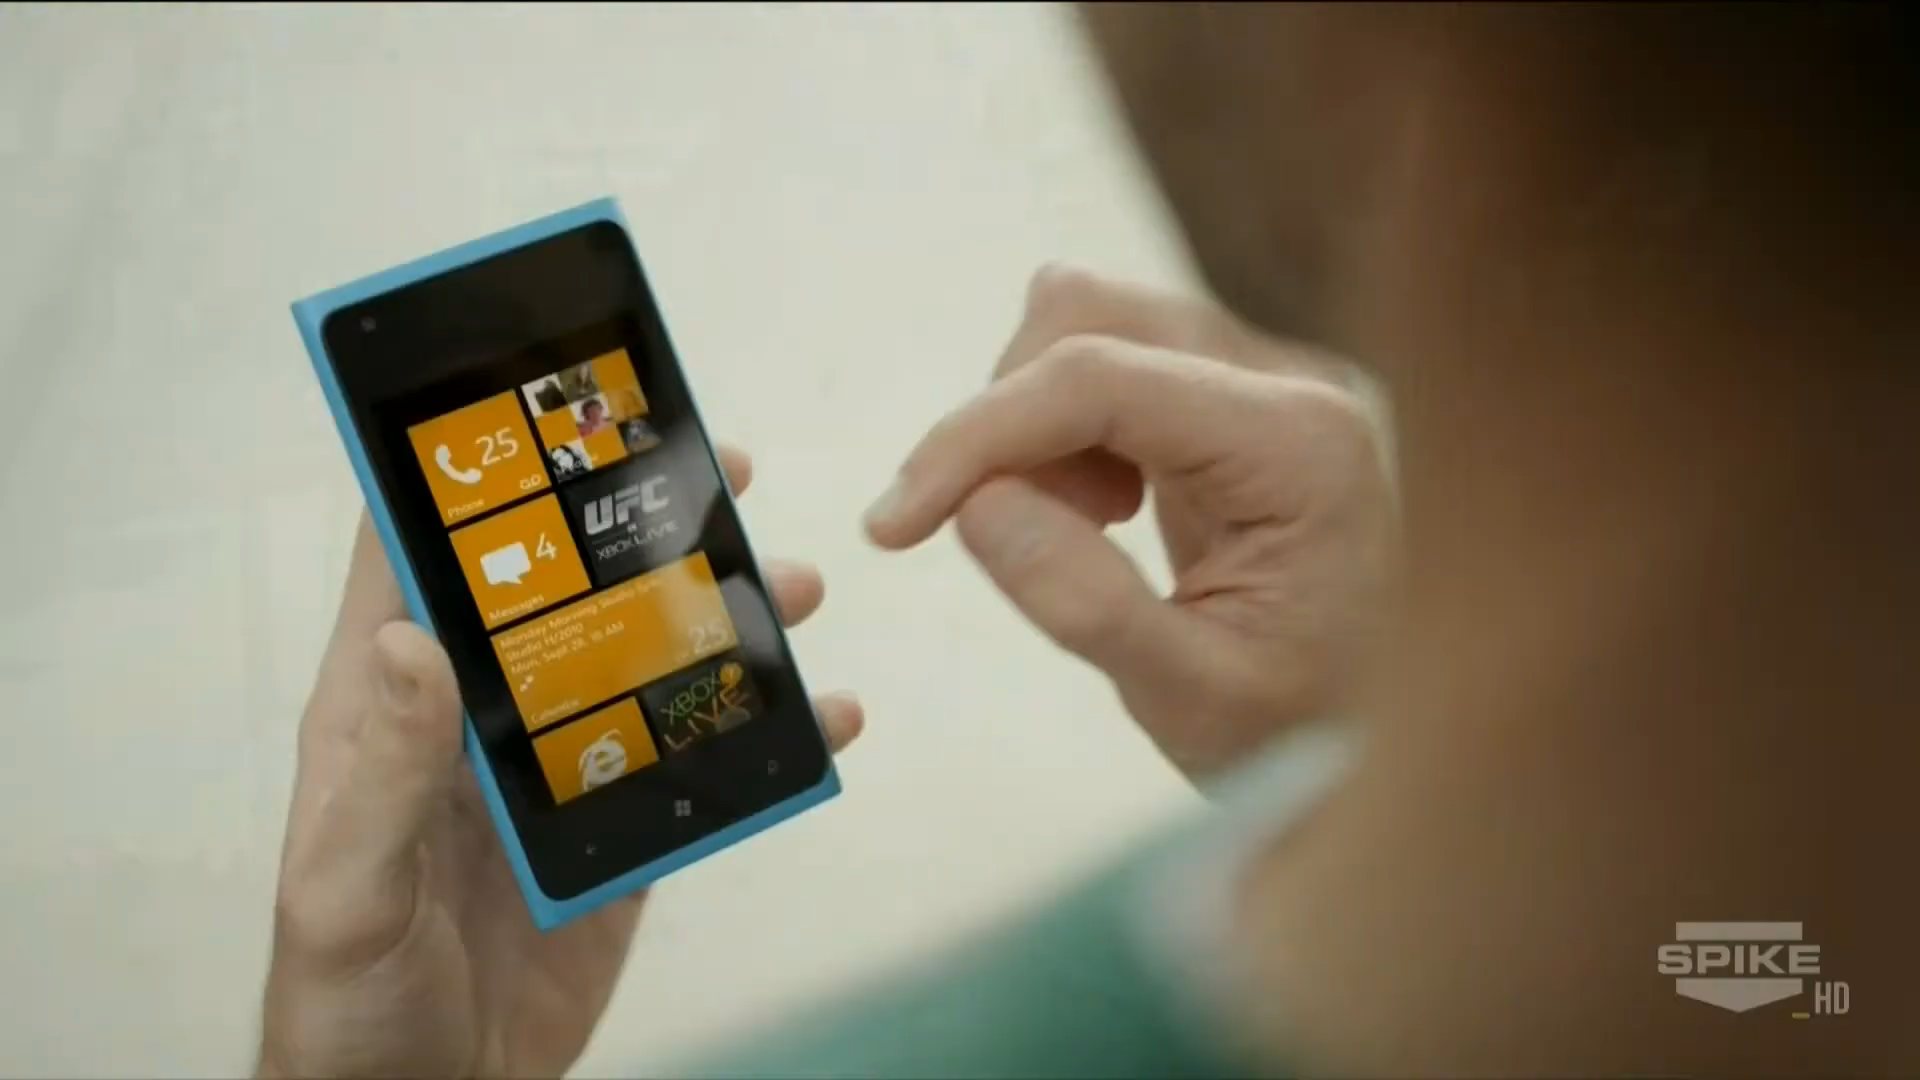 25
Phone
UFC
XBOX LIVE
4
Messages
Monday Morning Studio
Studio H/2010
Mon, Sept 28, 10 AM
25
Calendar
XBOX
LIVE
SPIKE
HD